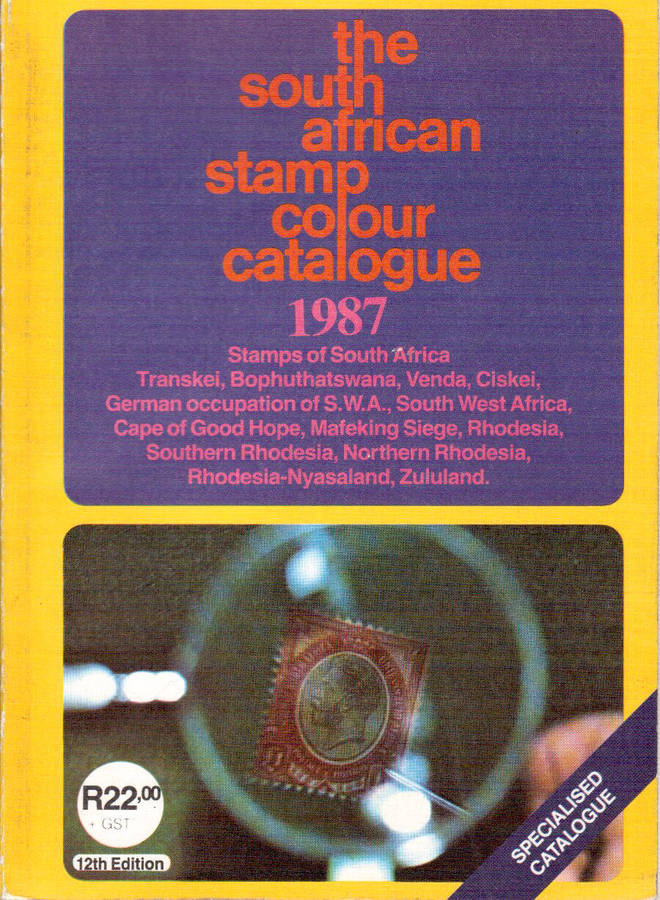 the
south
african
stamp
colour
catalogue
1987
Stamps of South Africa
Transkei, Bophuthatswana, Venda, Ciskei,
German occupation of S.W.A., South West Africa,
Cape of Good Hope, Mafeking Siege, Rhodesia,
Southern Rhodesia, Northern Rhodesia,
Rhodesia-Nyasaland, Zululand.
R22,00
+ GST
12th Edition
SPECIALISED
CATALOGUE